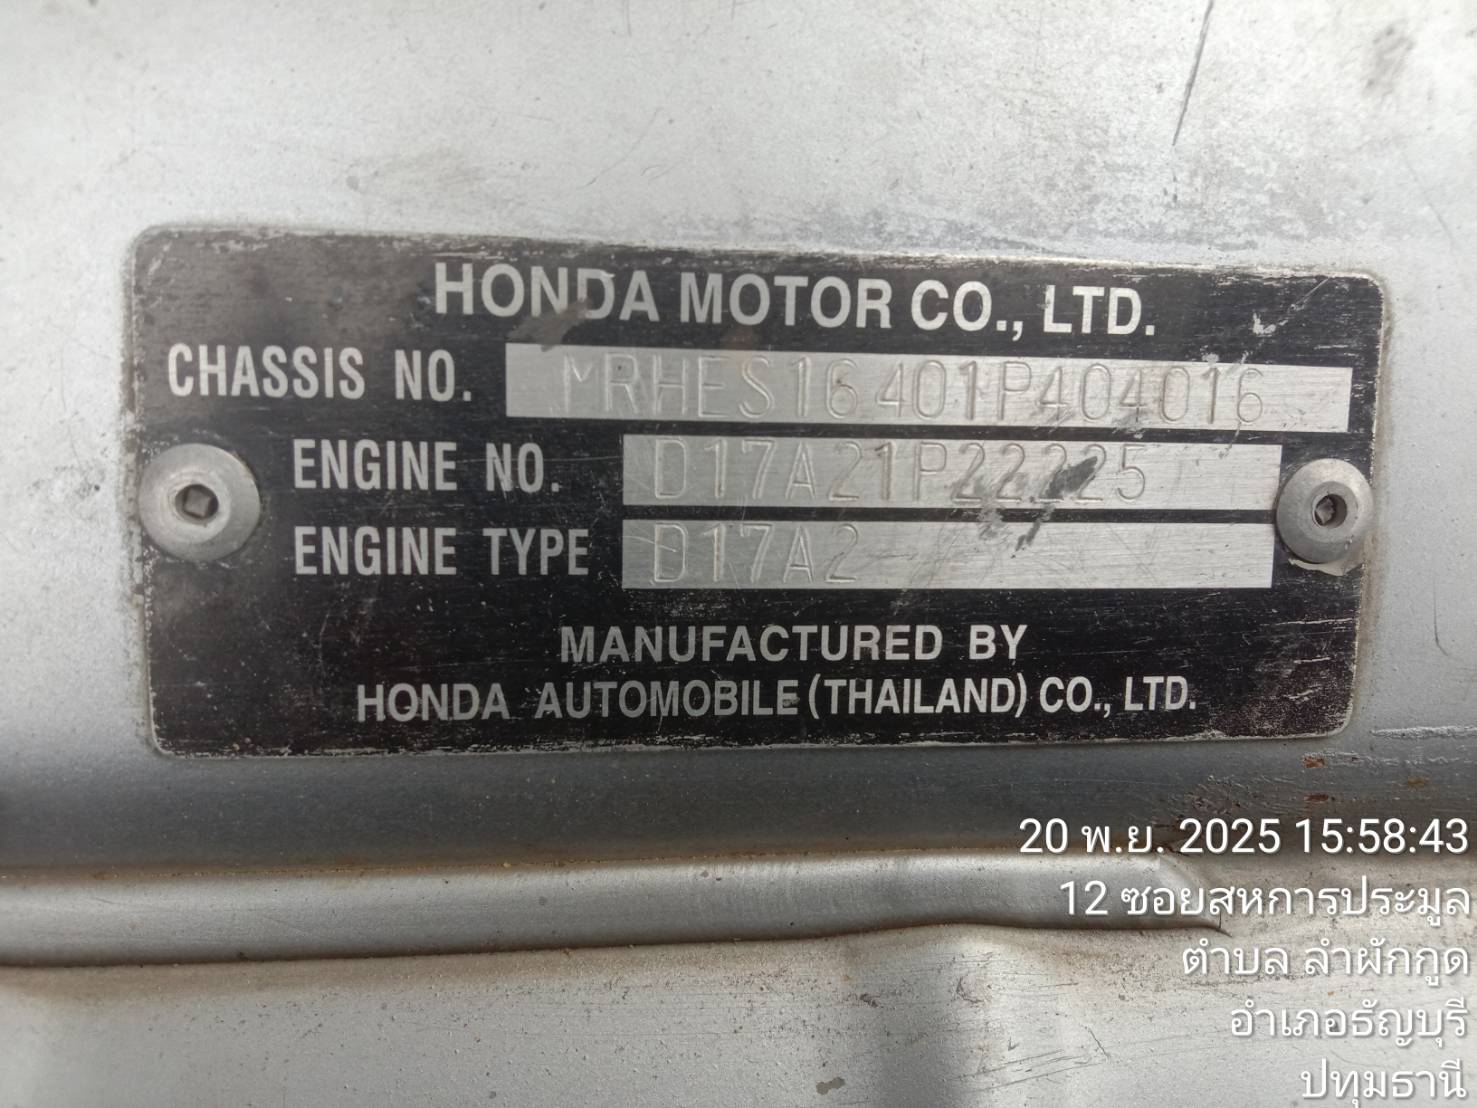 HONDA MOTOR CO., LTD.
CHASSIS NO. MRHES16401P404016
ENGINE NO. D17A21P22225
ENGINE TYPE D17A2
MANUFACTURED BY
HONDA AUTOMOBILE (THAILAND) CO., LTD.
20 พ.ย. 2025 15:58:43
12 ซอยสหการประมูล
ตำบล ลำผักกูด
อำเภอธัญบุรี
ปทุมธานี